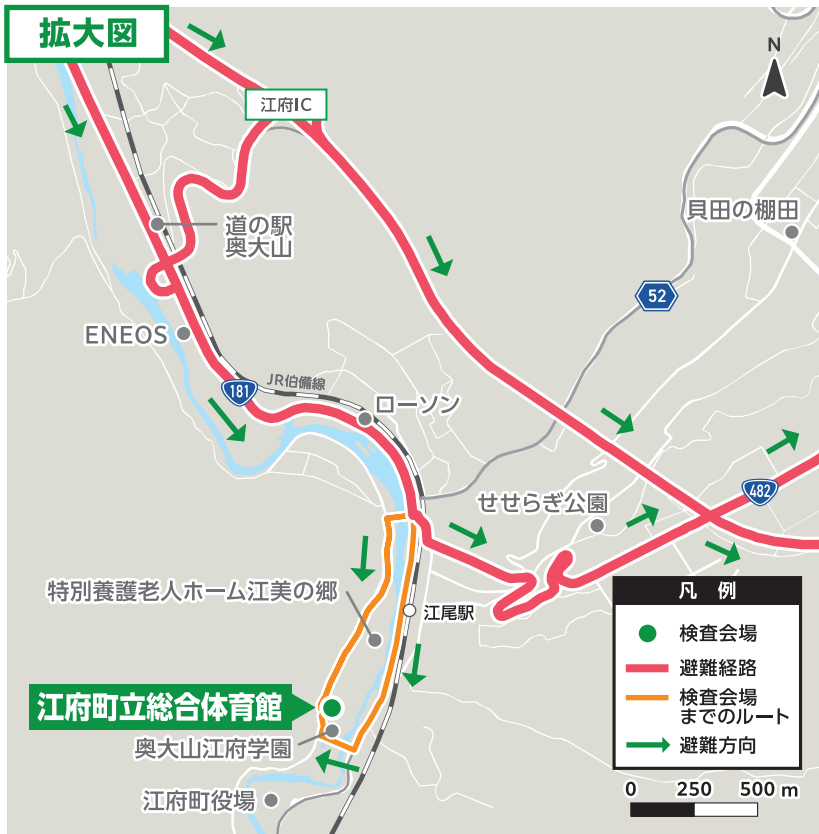 拡大図
N
江府IC
道の駅
奥大山
貝田の棚田
52
ENEOS
JR伯備線
181
ローソン
482
せせらぎ公園
特別養護老人ホーム江美の郷
江尾駅
江府町立総合体育館
奥大山江府学園
江府町役場
凡 例
検査会場
避難経路
検査会場
までのルート
避難方向
0 250 500 m